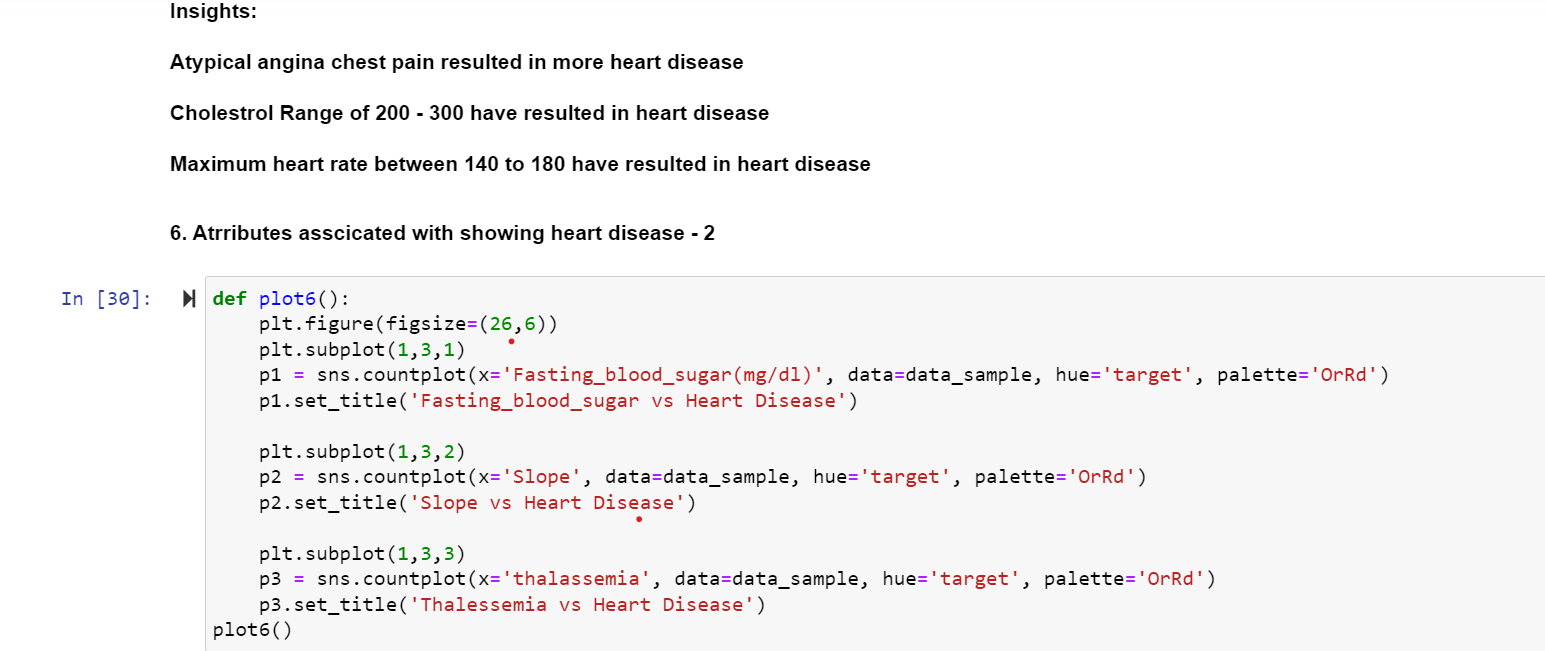 Insights:
Atypical angina chest pain resulted in more heart disease
Cholestrol Range of 200 - 300 have resulted in heart disease
Maximum heart rate between 140 to 180 have resulted in heart disease
6. Atrributes asscicated with showing heart disease - 2
In [30]:
def plot6():
    plt.figure(figsize=(26,6))
    plt.subplot(1,3,1)
    p1 = sns.countplot(x='Fasting_blood_sugar(mg/dl)', data=data_sample, hue='target', palette='OrRd')
    p1.set_title('Fasting_blood_sugar vs Heart Disease')
    plt.subplot(1,3,2)
    p2 = sns.countplot(x='Slope', data=data_sample, hue='target', palette='OrRd')
    p2.set_title('Slope vs Heart Disease')
    plt.subplot(1,3,3)
    p3 = sns.countplot(x='thalassemia', data=data_sample, hue='target', palette='OrRd')
    p3.set_title('Thalessemia vs Heart Disease')
plot6()